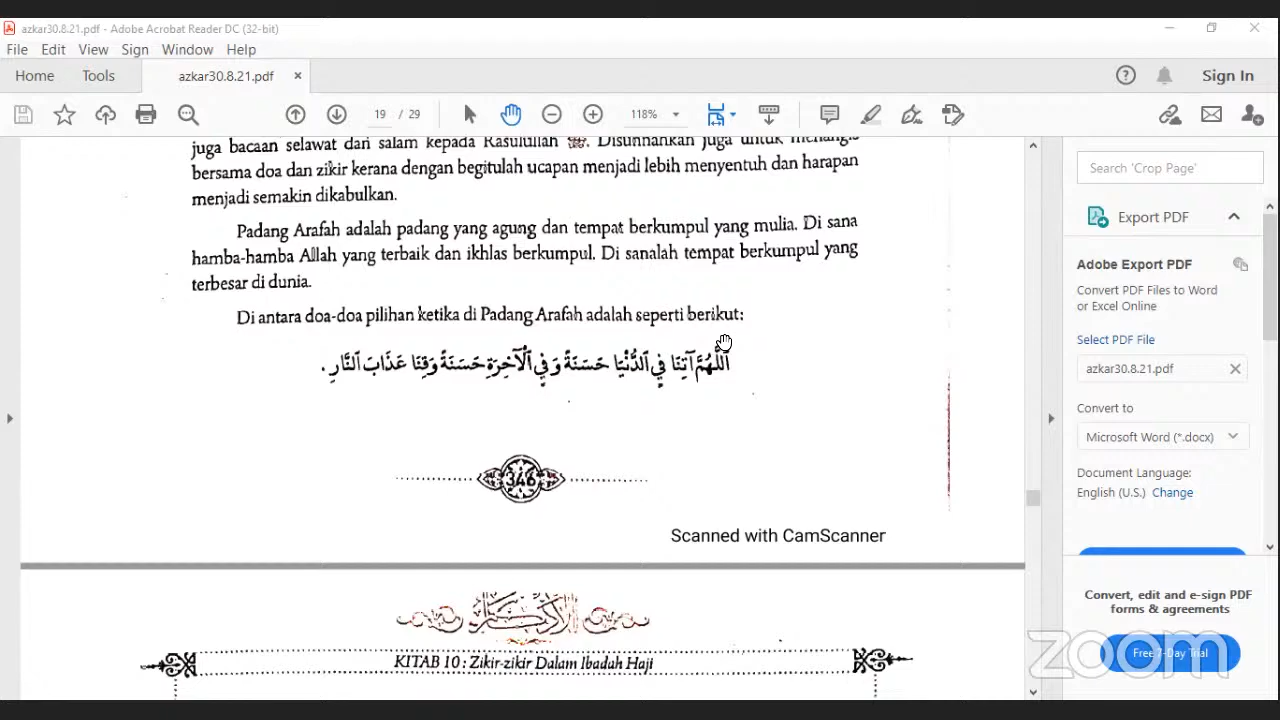 azkar30.8.21.pdf - Adobe Acrobat Reader DC (32-bit)
File Edit View Sign Window Help
Home Tools azkar30.8.21.pdf × Sign In
19 / 29 118%
juga bacaan selawat dan salam kepada Rasulullah ﷺ. Disunnahkan juga untuk menangis
bersama doa dan zikir kerana dengan begitulah ucapan menjadi lebih menyentuh dan harapan
menjadi semakin dikabulkan.
Padang Arafah adalah padang yang agung dan tempat berkumpul yang mulia. Di sana
hamba-hamba Allah yang terbaik dan ikhlas berkumpul. Di sanalah tempat berkumpul yang
terbesar di dunia.
Di antara doa-doa pilihan ketika di Padang Arafah adalah seperti berikut:
اَللَّهُمَّ آتِنَا فِي ٱلدُّنْيَا حَسَنَةً وَفِي ٱلْآخِرَةِ حَسَنَةً وَقِنَا عَذَابَ ٱلنَّارِ .
346
Scanned with CamScanner
الأذكار
KITAB 10 : Zikir-zikir Dalam Ibadah Haji
Search 'Crop Page'
Export PDF
Adobe Export PDF
Convert PDF Files to Word
or Excel Online
Select PDF File
azkar30.8.21.pdf
Convert to
Microsoft Word (*.docx)
Document Language:
English (U.S.) Change
Convert, edit and e-sign PDF
forms & agreements
Free 7-Day Trial
zoom